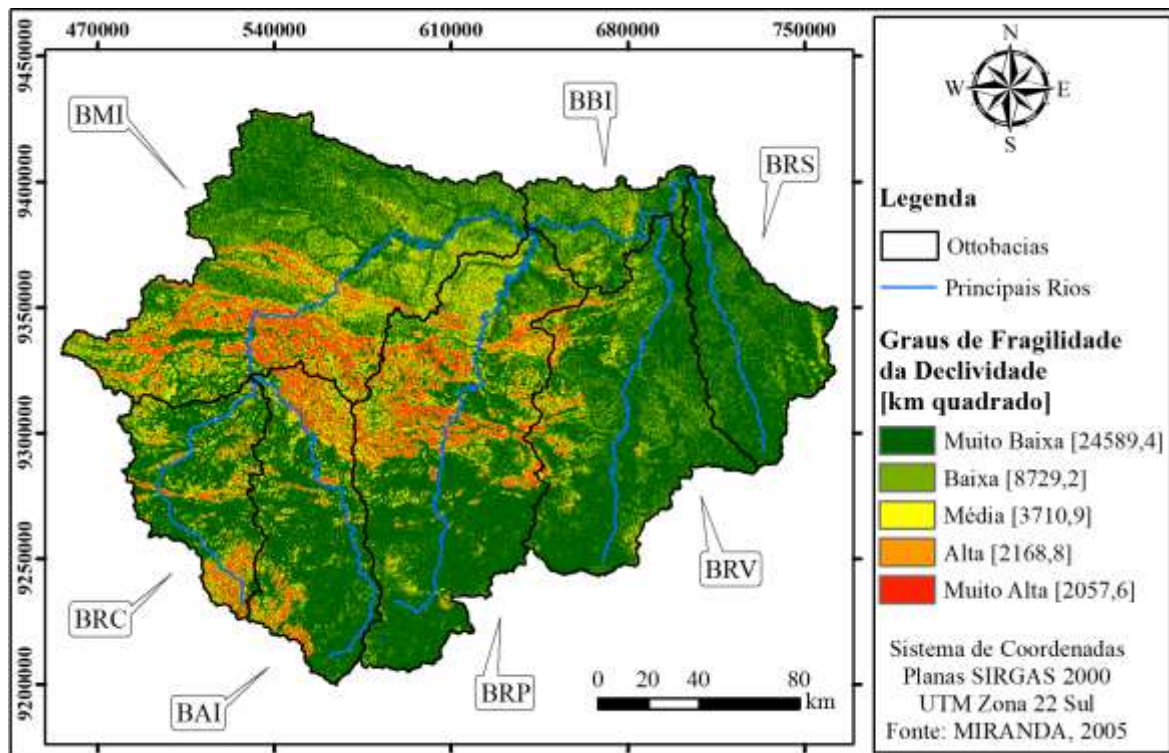 470000 540000 610000 680000 750000
9450000
9400000
9350000
9300000
9250000
9200000
BMI
BBI
BRS
BRC
BAI
BRP
BRV
0 20 40 80
km
N
W E
S
Legenda
Ottobacias
Principais Rios
Graus de Fragilidade
da Declividade
[km quadrado]
Muito Baixa [24589,4]
Baixa [8729,2]
Média [3710,9]
Alta [2168,8]
Muito Alta [2057,6]
Sistema de Coordenadas
Planas SIRGAS 2000
UTM Zona 22 Sul
Fonte: MIRANDA, 2005